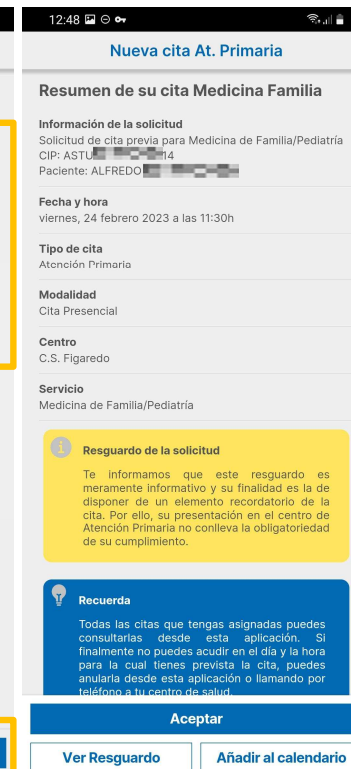 12:48
Nueva cita At. Primaria
Resumen de su cita Medicina Familia
Información de la solicitud
Solicitud de cita previa para Medicina de Familia/Pediatría
CIP: ASTU 14
Paciente: ALFREDO
Fecha y hora
viernes, 24 febrero 2023 a las 11:30h
Tipo de cita
Atención Primaria
Modalidad
Cita Presencial
Centro
C.S. Figaredo
Servicio
Medicina de Familia/Pediatría
Resguardo de la solicitud
Te informamos que este resguardo es
meramente informativo y su finalidad es la de
disponer de un elemento recordatorio de la
cita. Por ello, su presentación en el centro de
Atención Primaria no conlleva la obligatoriedad
de su cumplimiento.
Recuerda
Todas las citas que tengas asignadas puedes
consultarlas desde esta aplicación. Si
finalmente no puedes acudir en el día y la hora
para la cual tienes prevista la cita, puedes
anularla desde esta aplicación o llamando por
teléfono a tu centro de salud.
Aceptar
Ver Resguardo
Añadir al calendario